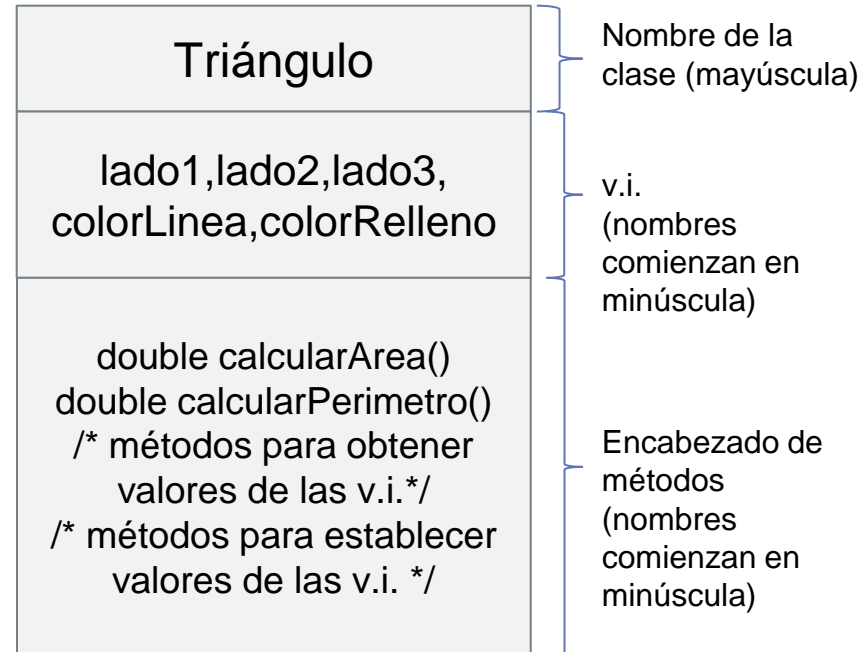 Triángulo
Nombre de la
clase (mayúscula)
lado1,lado2,lado3,
colorLinea,colorRelleno
v.i.
(nombres
comienzan en
minúscula)
double calcularArea()
double calcularPerimetro()
/* métodos para obtener
valores de las v.i.*/
/* métodos para establecer
valores de las v.i. */
Encabezado de
métodos
(nombres
comienzan en
minúscula)